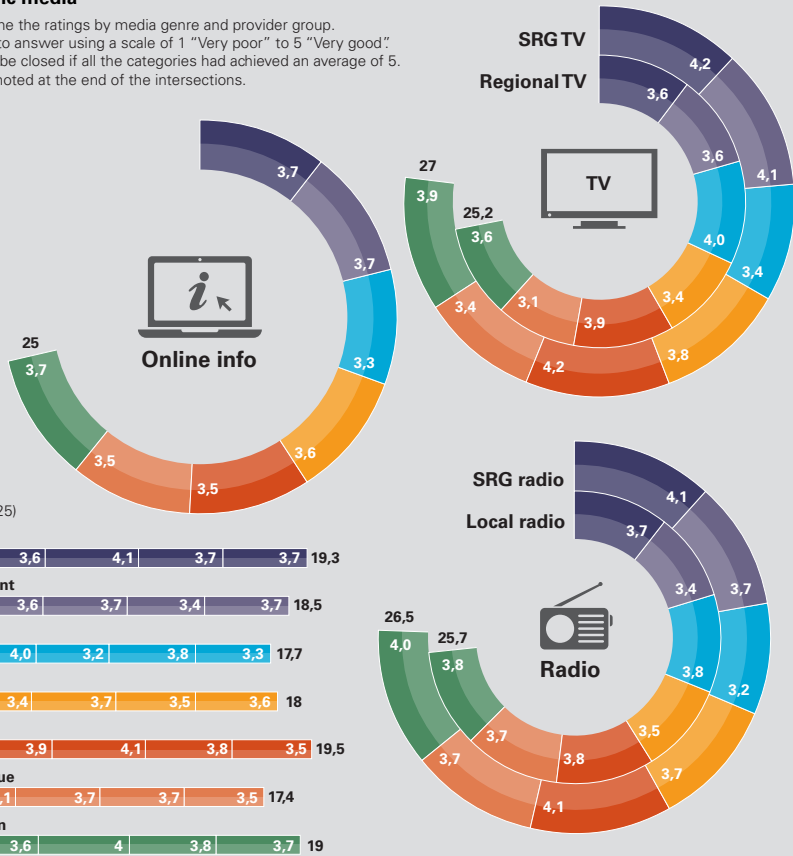 ne the ratings by media genre and provider group.
to answer using a scale of 1 “Very poor” to 5 “Very good”.
be closed if all the categories had achieved an average of 5.
noted at the end of the intersections.
SRG TV
Regional TV
4,2
3,6
3,6
4,1
TV
27
3,9
25,2
3,6
4,0
3,4
3,1
3,4
3,9
3,4
3,8
4,2
3,7
3,7
Online info
25
3,7
3,3
3,6
3,5
3,5
SRG radio
Local radio
4,1
3,7
3,4
3,7
Radio
26,5
4,0
25,7
3,8
3,8
3,2
3,5
3,7
3,8
3,7
3,7
4,1
25)
3,6 4,1 3,7 3,7 19,3
nt
3,6 3,7 3,4 3,7 18,5
4,0 3,2 3,8 3,3 17,7
3,4 3,7 3,5 3,6 18
3,9 4,1 3,8 3,5 19,5
ue
,1 3,7 3,7 3,5 17,4
n
3,6 4 3,8 3,7 19